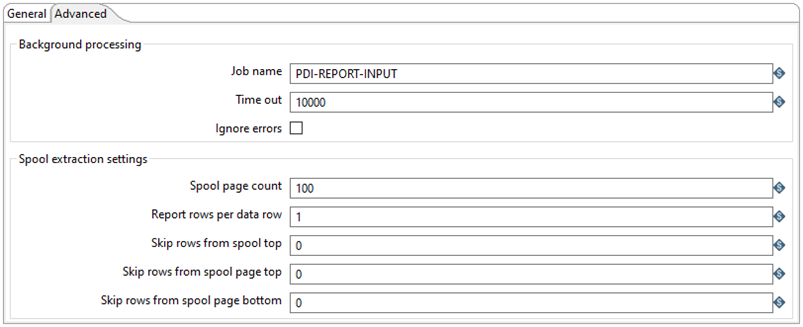 General Advanced
Background processing
Job name PDI-REPORT-INPUT
Time out 10000
Ignore errors
Spool extraction settings
Spool page count 100
Report rows per data row 1
Skip rows from spool top 0
Skip rows from spool page top 0
Skip rows from spool page bottom 0